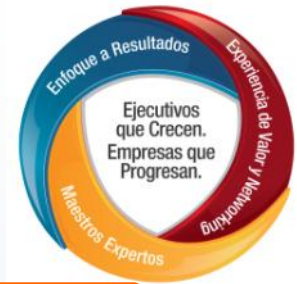 Enfoque a Resultados
Experiencia de Valor y Networking
Ejecutivos
que Crecen.
Empresas que
Progresan.
Maestros Expertos